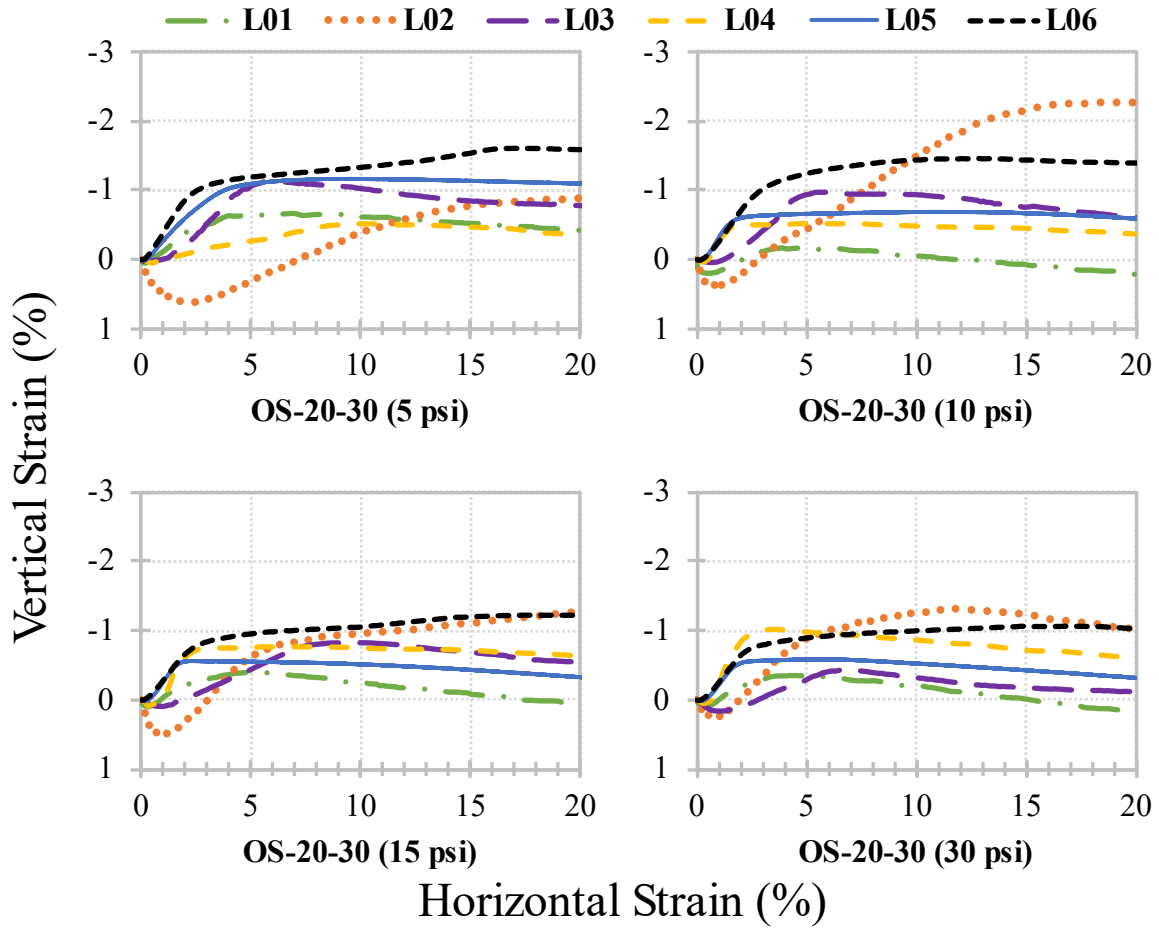 L01 L02 L03 L04 L05 L06
-3
-2
-1
0
1
0 5 10 15 20
OS-20-30 (5 psi)
-3
-2
-1
0
1
0 5 10 15 20
OS-20-30 (10 psi)
-3
-2
-1
0
1
0 5 10 15 20
OS-20-30 (15 psi)
-3
-2
-1
0
1
0 5 10 15 20
OS-20-30 (30 psi)
Vertical Strain (%)
Horizontal Strain (%)